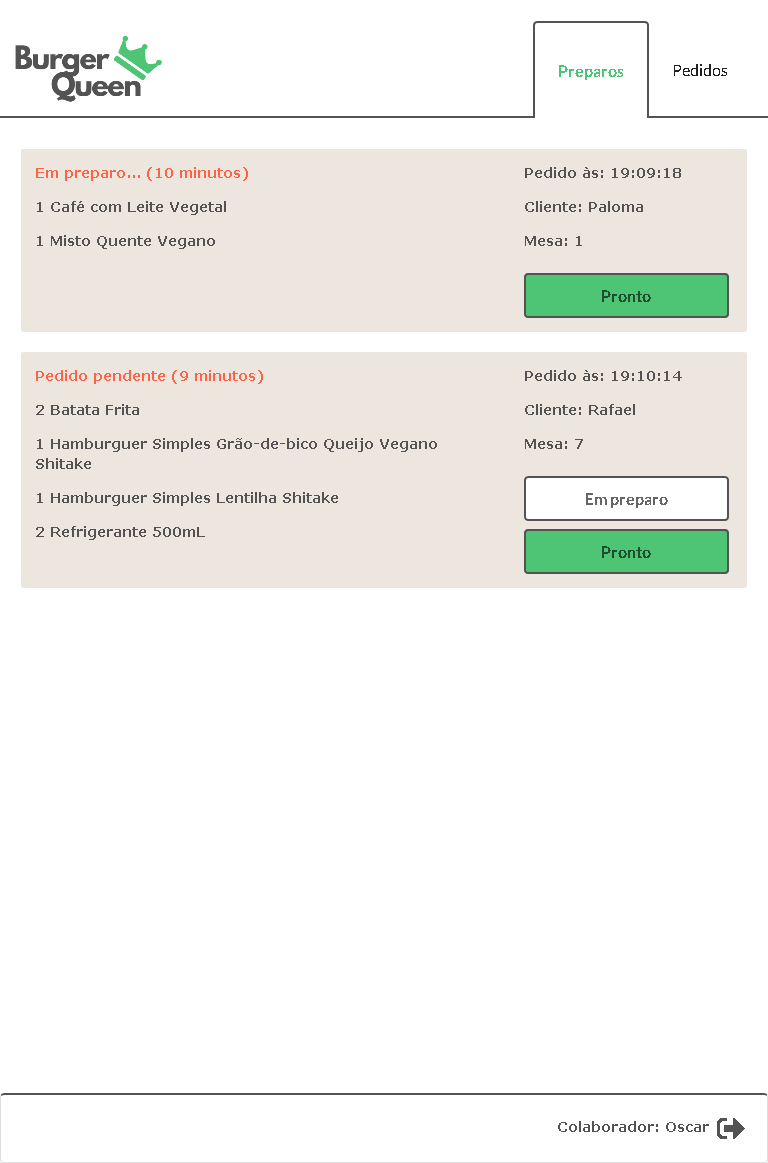 Burger
Queen
Preparos
Pedidos
Em preparo... (10 minutos)
1 Café com Leite Vegetal
1 Misto Quente Vegano
Pedido às: 19:09:18
Cliente: Paloma
Mesa: 1
Pronto
Pedido pendente (9 minutos)
2 Batata Frita
1 Hamburguer Simples Grão-de-bico Queijo Vegano
Shitake
1 Hamburguer Simples Lentilha Shitake
2 Refrigerante 500mL
Pedido às: 19:10:14
Cliente: Rafael
Mesa: 7
Em preparo
Pronto
Colaborador: Oscar